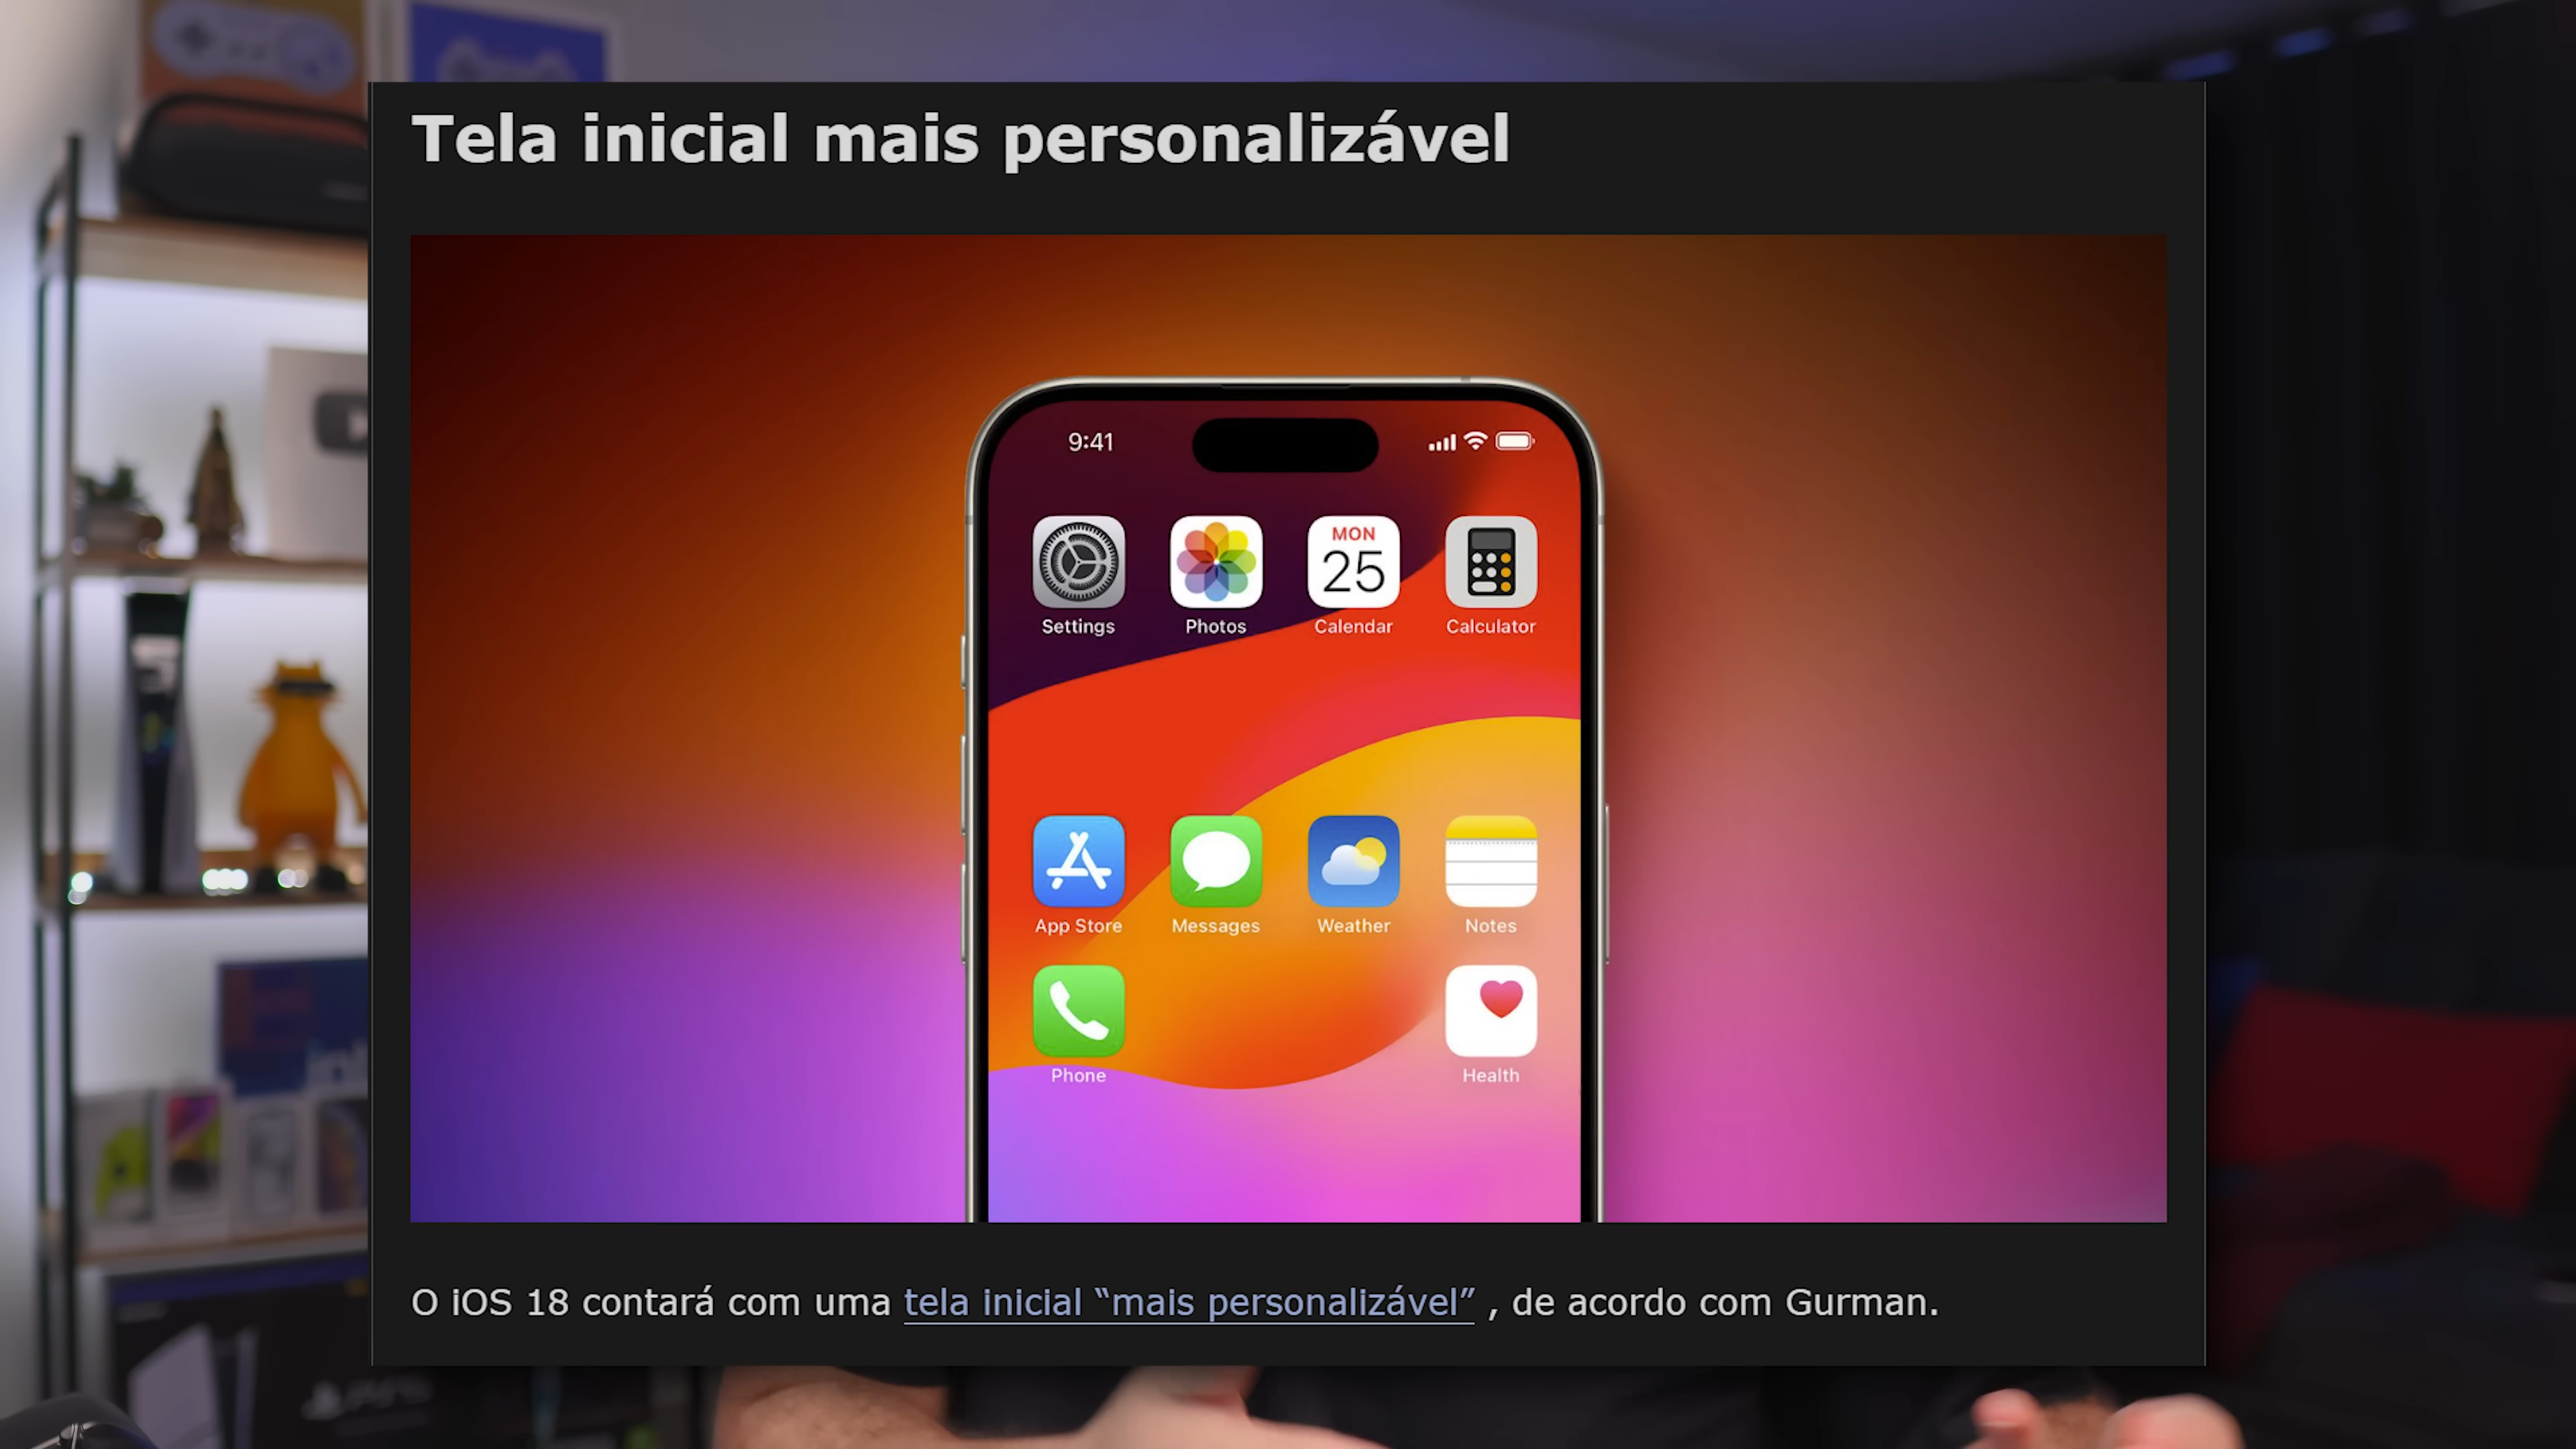 Tela inicial mais personalizável
9:41
MON
25
Settings
Photos
Calendar
Calculator
App Store
Messages
Weather
Notes
Phone
Health
O iOS 18 contará com uma tela inicial “mais personalizável” , de acordo com Gurman.